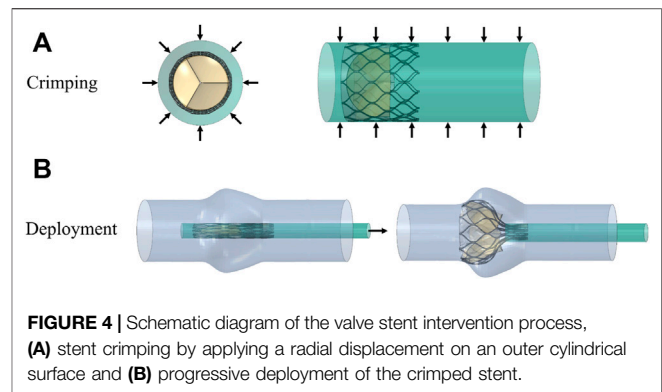 A
Crimping
B
Deployment
FIGURE 4 | Schematic diagram of the valve stent intervention process,
(A) stent crimping by applying a radial displacement on an outer cylindrical
surface and (B) progressive deployment of the crimped stent.